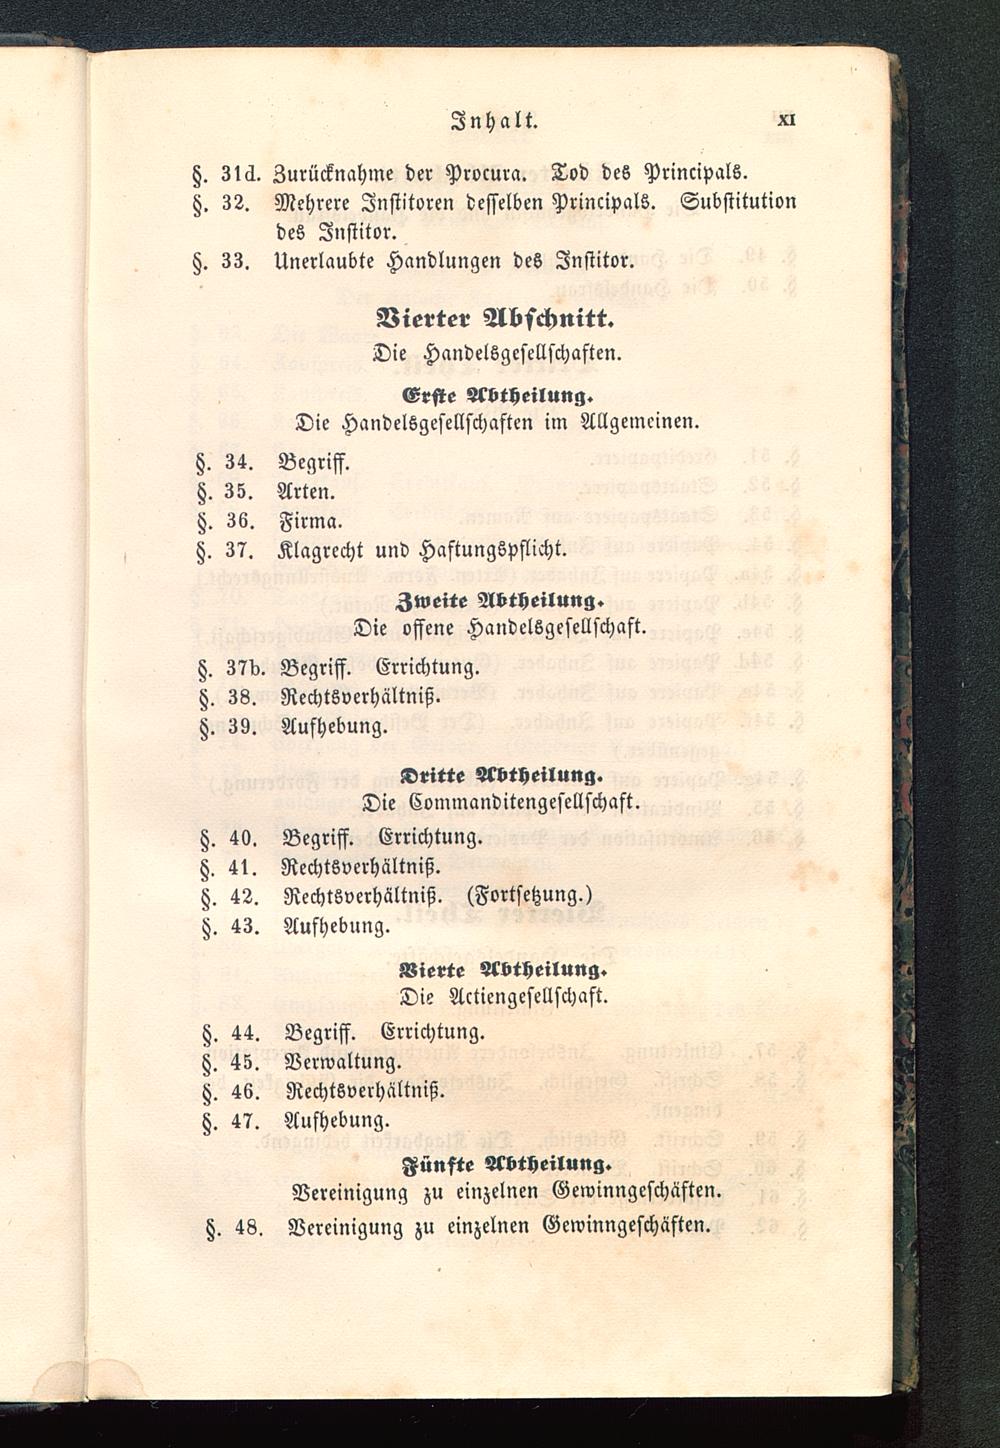 Inhalt. XI
§. 31d. Zurücknahme der Procura. Tod des Principals.
§. 32. Mehrere Institoren desselben Principals. Substitution
des Institor.
§. 33. Unerlaubte Handlungen des Institor.
Vierter Abschnitt.
Die Handelsgesellschaften.
Erste Abtheilung.
Die Handelsgesellschaften im Allgemeinen.
§. 34. Begriff.
§. 35. Arten.
§. 36. Firma.
§. 37. Klagrecht und Haftungspflicht.
Zweite Abtheilung.
Die offene Handelsgesellschaft.
§. 37b. Begriff. Errichtung.
§. 38. Rechtsverhältniß.
§. 39. Aufhebung.
Dritte Abtheilung.
Die Commanditengesellschaft.
§. 40. Begriff. Errichtung.
§. 41. Rechtsverhältniß.
§. 42. Rechtsverhältniß. (Fortsetzung.)
§. 43. Aufhebung.
Vierte Abtheilung.
Die Actiengesellschaft.
§. 44. Begriff. Errichtung.
§. 45. Verwaltung.
§. 46. Rechtsverhältniß.
§. 47. Aufhebung.
Fünfte Abtheilung.
Vereinigung zu einzelnen Gewinngeschäften.
§. 48. Vereinigung zu einzelnen Gewinngeschäften.